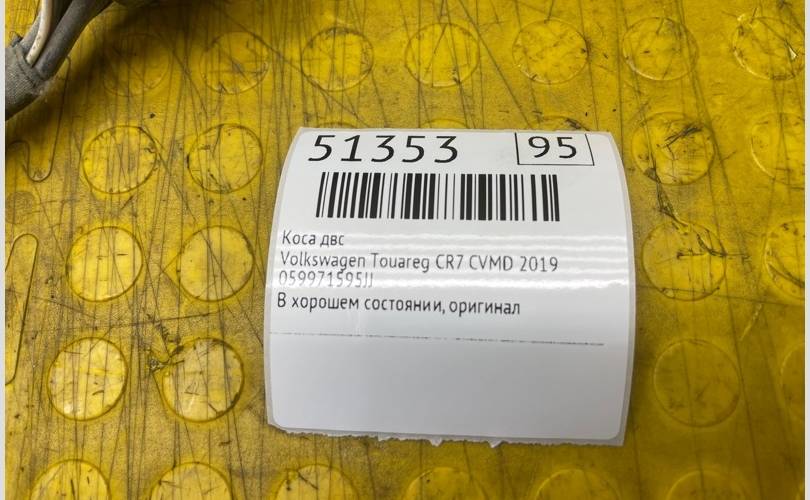 51353 95
Коса двс
Volkswagen Touareg CR7 CVMD 2019
059971595JJ
В хорошем состоянии, оригинал